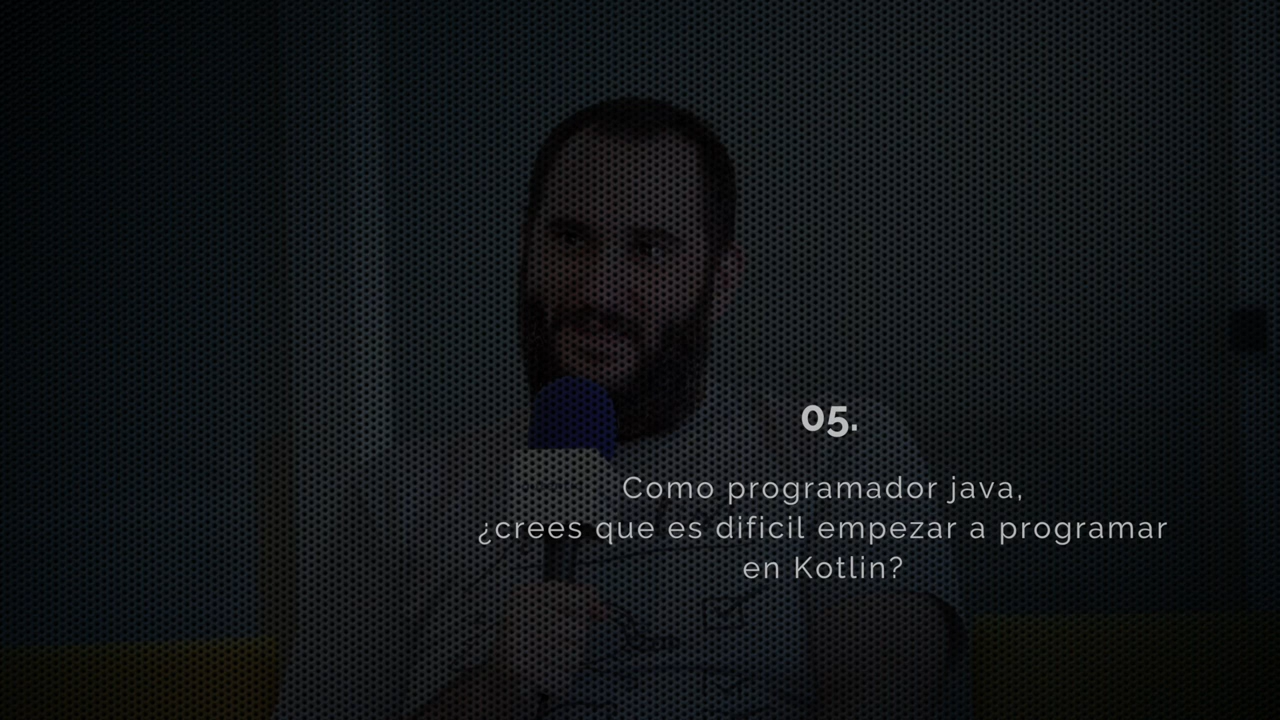 05.
Como programador java,
¿crees que es dificil empezar a programar
en Kotlin?